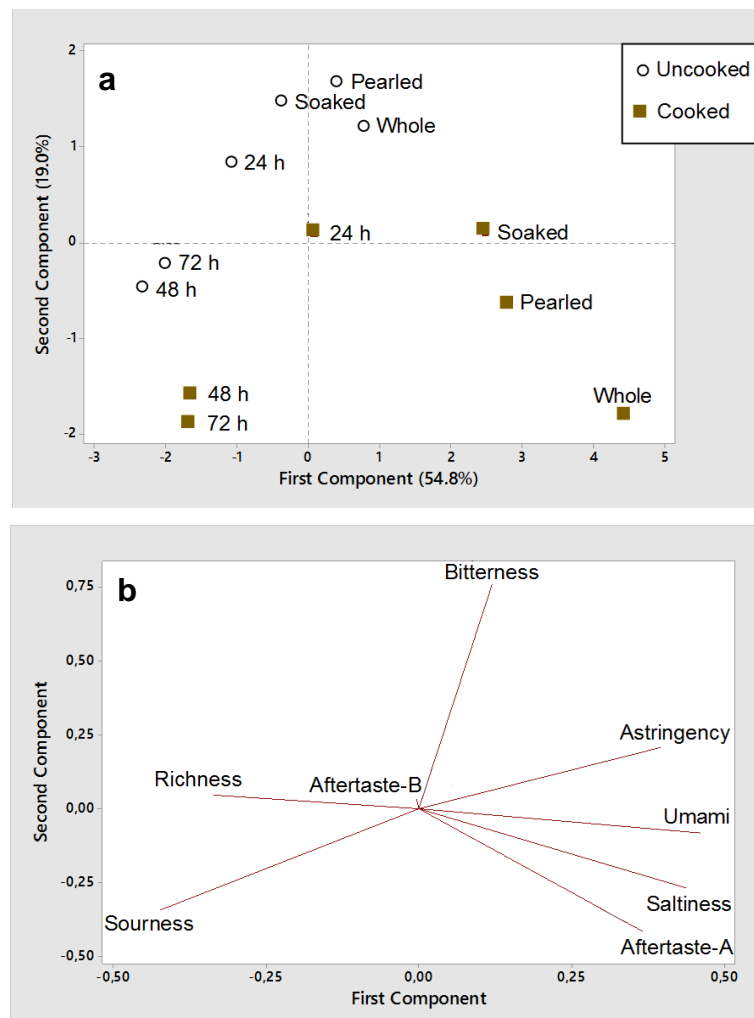 a
2
1
0
-1
-2
Second Component (19.0%)
Pearled
Soaked
Whole
24 h
72 h
48 h
24 h
Soaked
Pearled
48 h
72 h
Whole
Uncooked
Cooked
-3 -2 -1 0 1 2 3 4 5
First Component (54.8%)
b
0,75
0,50
0,25
0,00
-0,25
-0,50
Second Component
Bitterness
Astringency
Richness
Aftertaste-B
Umami
Saltiness
Sourness
Aftertaste-A
-0,50 -0,25 0,00 0,25 0,50
First Component